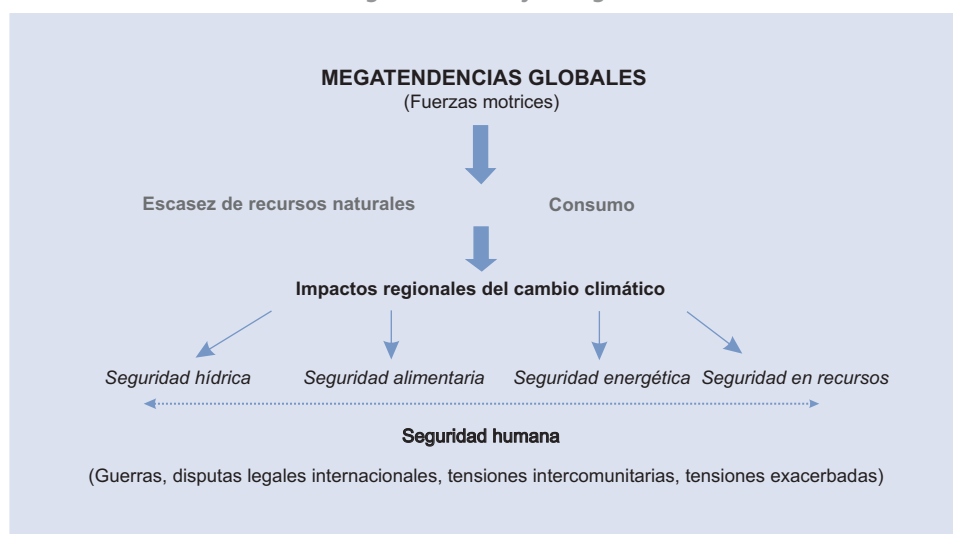 MEGATENDENCIAS GLOBALES
(Fuerzas motrices)
Escasez de recursos naturales Consumo
Impactos regionales del cambio climático
Seguridad hídrica Seguridad alimentaria Seguridad energética Seguridad en recursos
Seguridad humana
(Guerras, disputas legales internacionales, tensiones intercomunitarias, tensiones exacerbadas)